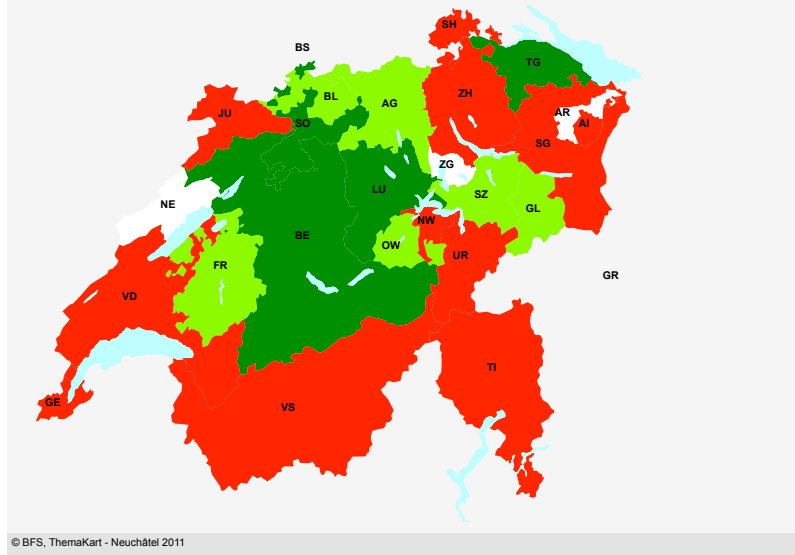 SH
BS
TG
BL
ZH
AG
JU
AR
SO
AI
SG
ZG
LU
SZ
NE
GL
NW
BE
OW
UR
FR
GR
VD
TI
GE
VS
© BFS, ThemaKart - Neuchâtel 2011